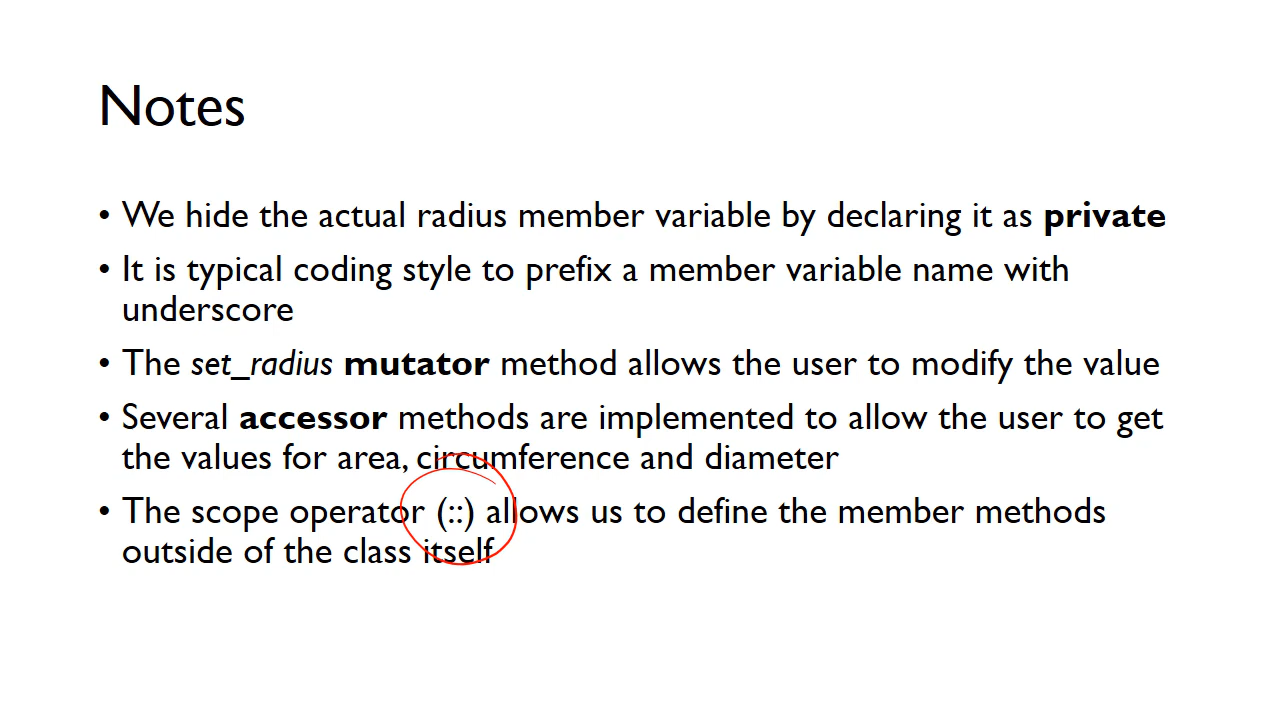 Notes
• We hide the actual radius member variable by declaring it as private
• It is typical coding style to prefix a member variable name with
underscore
• The set_radius mutator method allows the user to modify the value
• Several accessor methods are implemented to allow the user to get
the values for area, circumference and diameter
• The scope operator (::) allows us to define the member methods
outside of the class itself